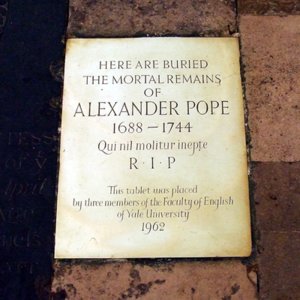 HERE ARE BURIED
THE MORTAL REMAINS
OF
ALEXANDER POPE
1688 — 1744
Qui nil molitur inepte
R · I · P
This tablet was placed
by three members of the Faculty of English
of Yale University
1962